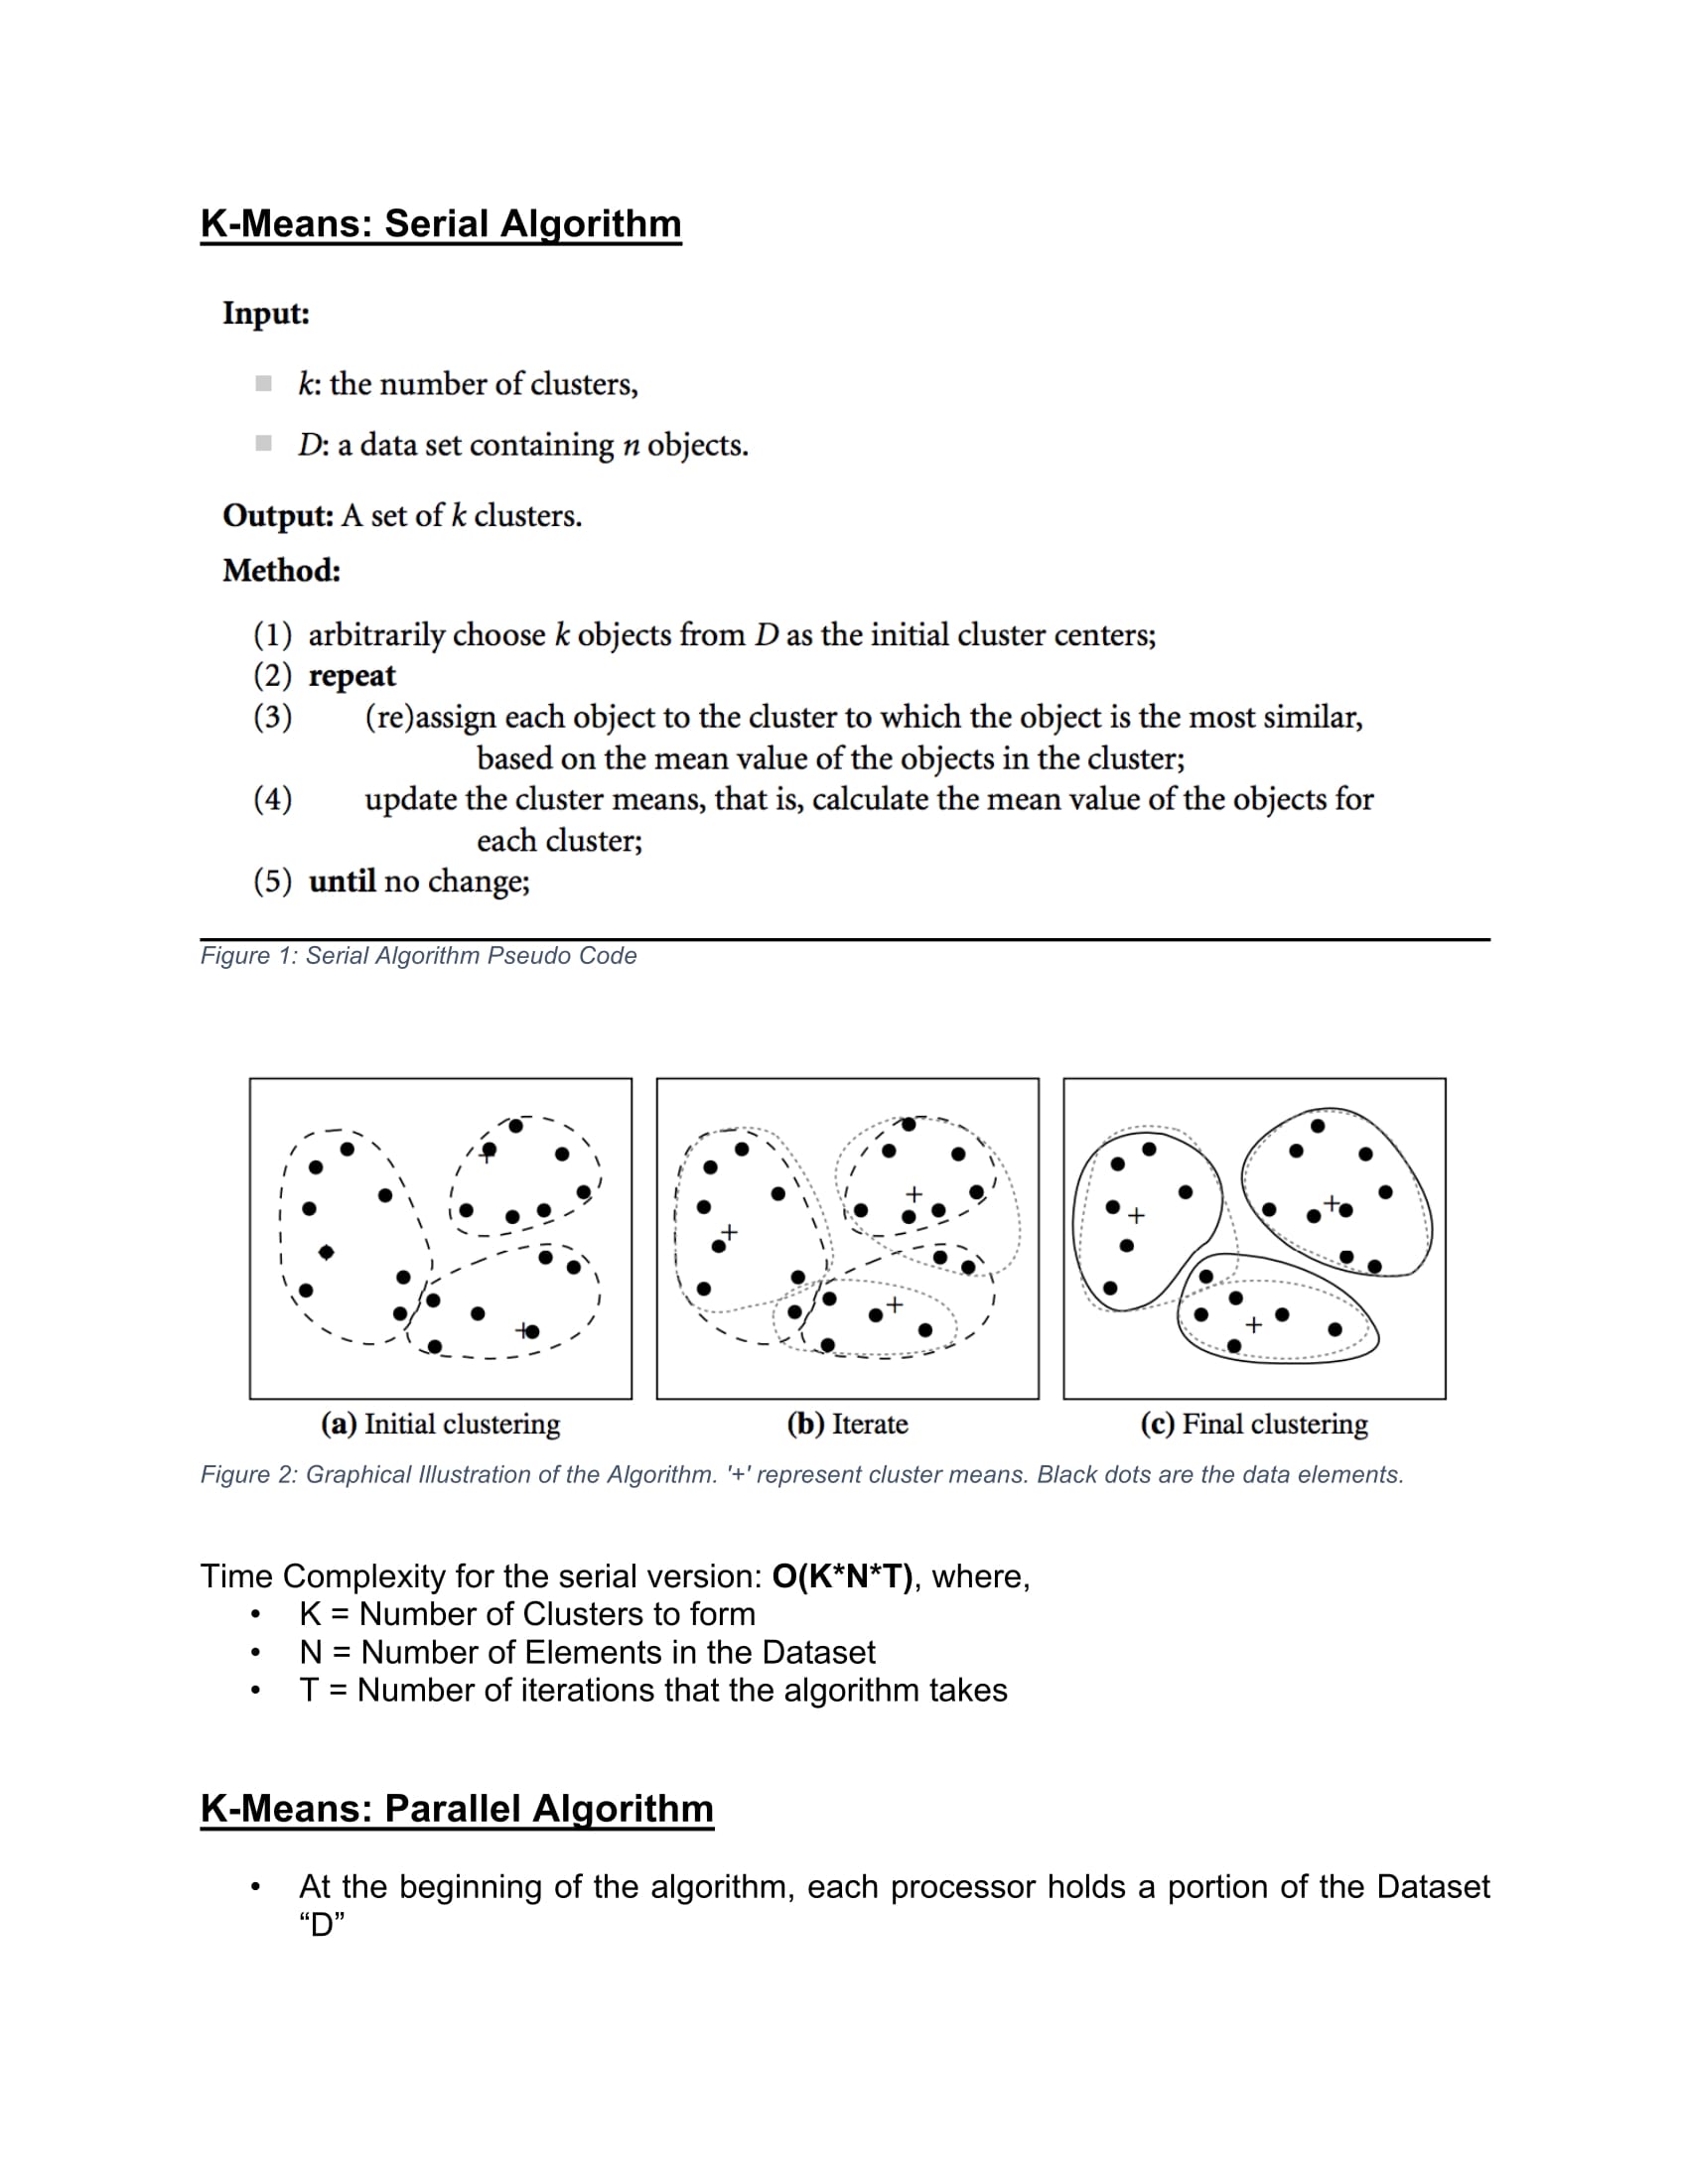 K-Means: Serial Algorithm
Input:
■ k: the number of clusters,
■ D: a data set containing n objects.
Output: A set of k clusters.
Method:
(1) arbitrarily choose k objects from D as the initial cluster centers;
(2) repeat
(3) (re)assign each object to the cluster to which the object is the most similar,
based on the mean value of the objects in the cluster;
(4) update the cluster means, that is, calculate the mean value of the objects for
each cluster;
(5) until no change;
Figure 1: Serial Algorithm Pseudo Code
(a) Initial clustering
(b) Iterate
(c) Final clustering
Figure 2: Graphical Illustration of the Algorithm. '+' represent cluster means. Black dots are the data elements.
Time Complexity for the serial version: O(K*N*T), where,
• K = Number of Clusters to form
• N = Number of Elements in the Dataset
• T = Number of iterations that the algorithm takes
K-Means: Parallel Algorithm
• At the beginning of the algorithm, each processor holds a portion of the Dataset
“D”